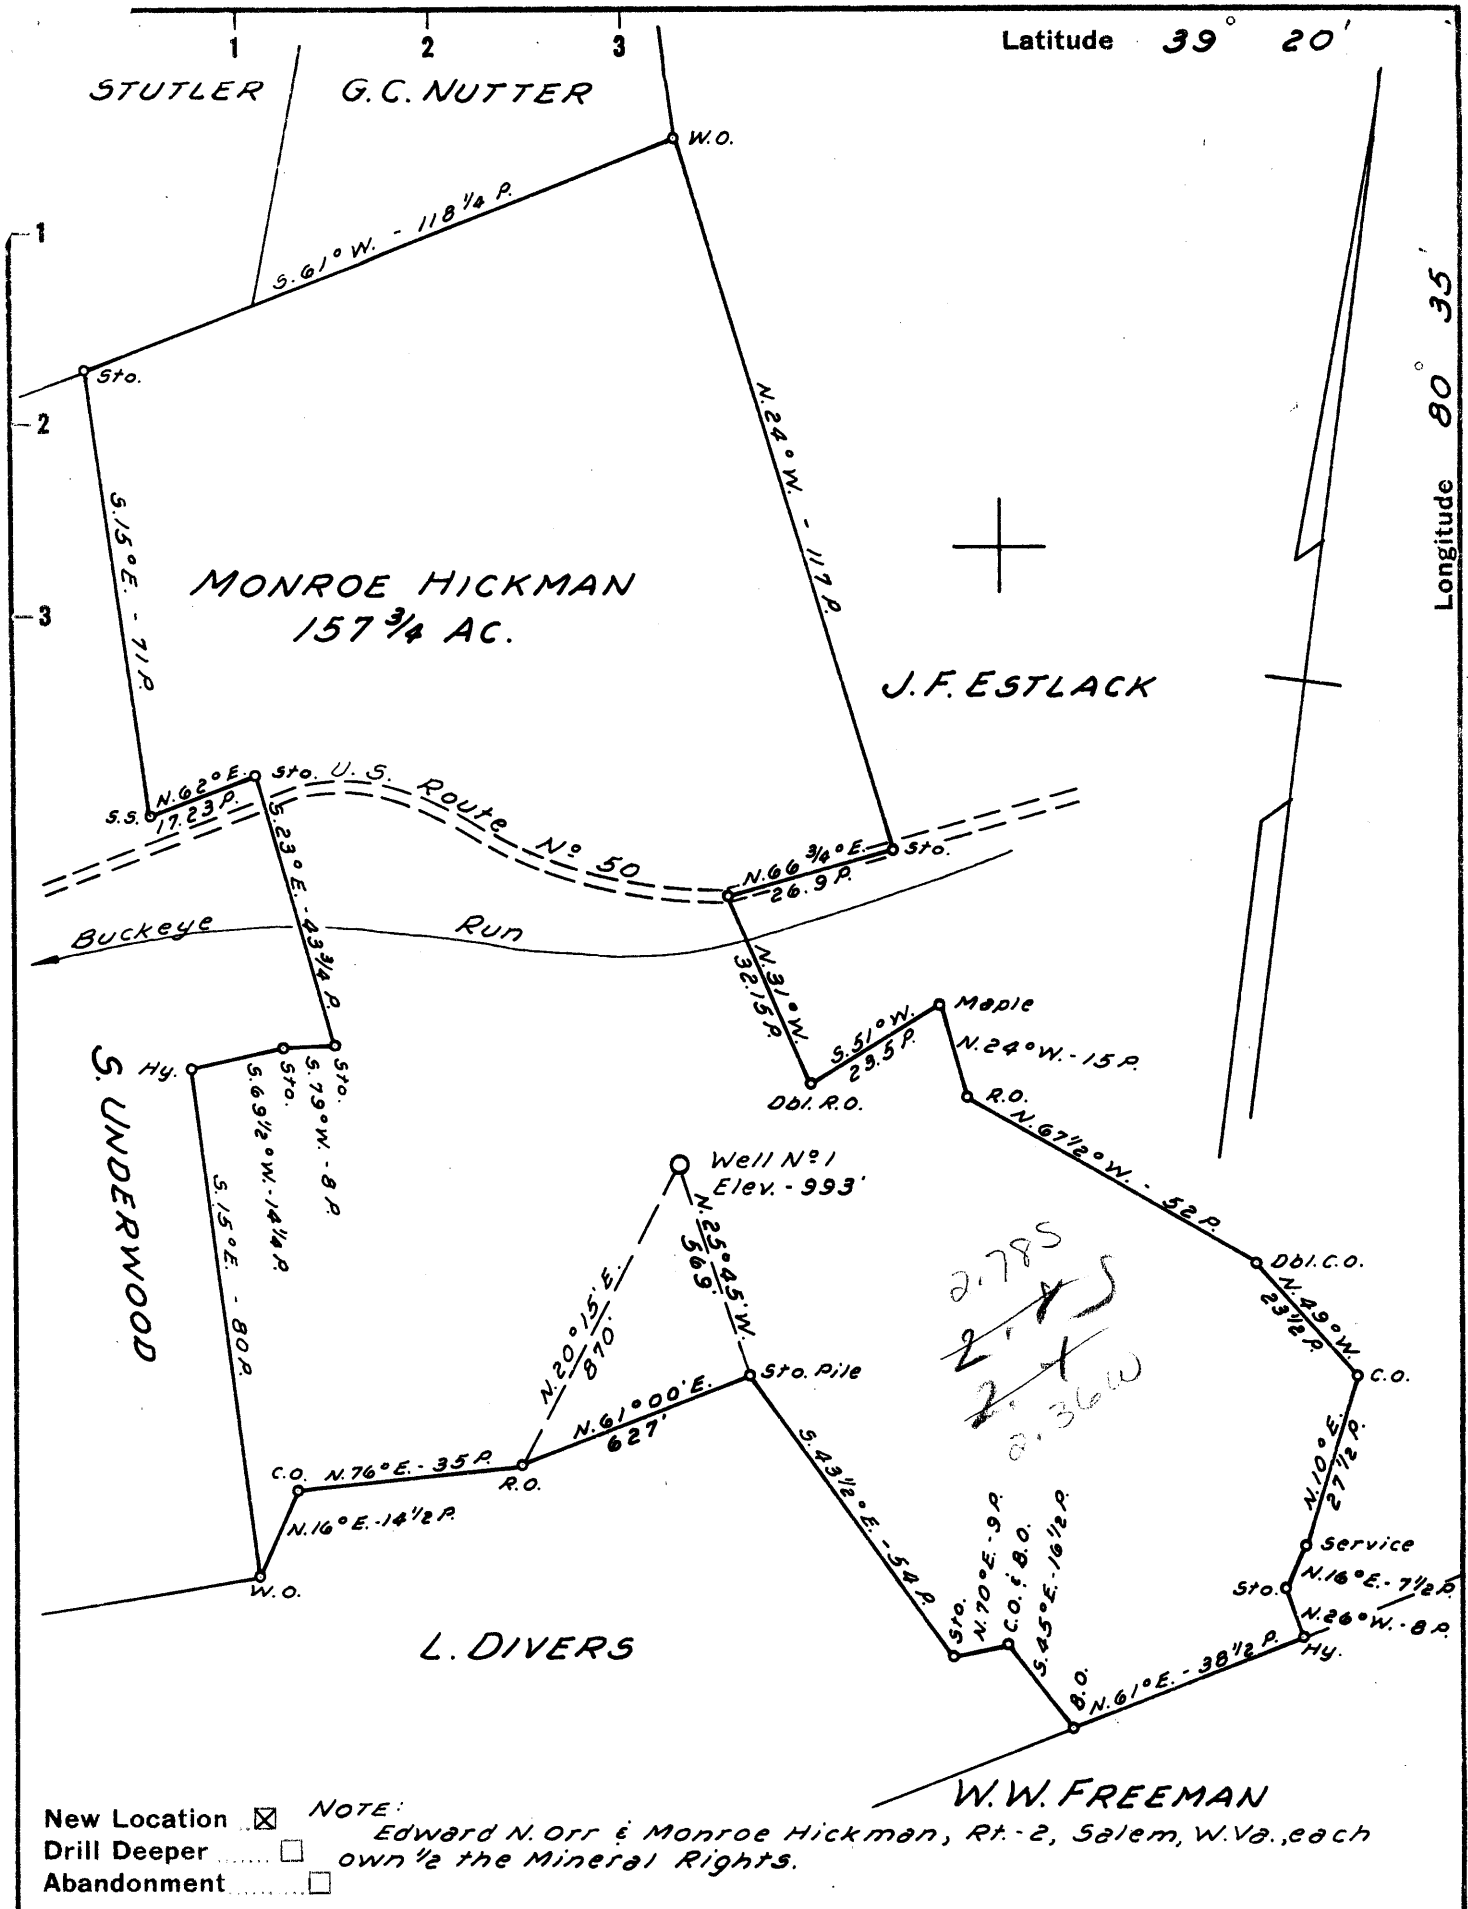 1 2 3
Latitude 39° 20'
STUTLER
G.C. NUTTER
W.O.
S.61°W. - 118 1/4 P.
1
2
3
Longitude 80° 35'
Sto.
N.24°W. - 117 P.
S.15°E. - 71 P.
MONROE HICKMAN
157 3/4 AC.
J.F. ESTLACK
S.S.
N.62°E.
17.23 P.
Sto.
U.S. Route Nº 50
S.23°E. - 43 3/4 P.
N.66 3/4°E.
26.9 P.
Sto.
Buckeye Run
N.31°W.
32.15 P.
S.51°W.
23.5 P.
Maple
N.24°W. - 15 P.
Dbl. R.O.
R.O.
Hy.
Sto.
Sto.
S.69 1/2°W. - 14 1/4 P.
S.79°W. - 8 P.
S. UNDERWOOD
N.67 1/2°W. - 52 P.
Well Nº 1
Elev. - 993'
S.15°E. - 80 P.
N.25°45'W.
569'
N.20°15'E.
870'
Dbl. C.O.
N.49°W.
23 1/2 P.
2.78S
2.36W
Sto. Pile
C.O.
N.61°00'E.
627'
C.O.
N.76°E. - 35 P.
R.O.
N.16°E. - 14 1/2 P.
W.O.
S.43 1/2°E. - 54 P.
N.10°E.
27 1/2 P.
Service
N.16°E. - 7 1/2 P.
Sto.
N.26°W. - 8 P.
Hy.
Sto.
N.70°E. - 9 P.
C.O. & B.O.
S.45°E. - 16 1/2 P.
B.O.
N.61°E. - 38 1/2 P.
L. DIVERS
W.W. FREEMAN
New Location ☒
Drill Deeper ...... ☐
Abandonment ...... ☐
NOTE:
Edward N. Orr & Monroe Hickman, Rt.-2, Salem, W.Va., each
own 1/2 the Mineral Rights.